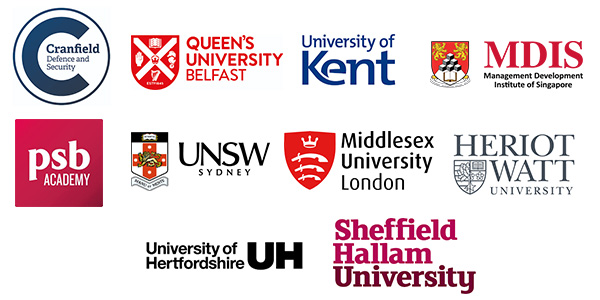 Cranfield
Defence and
Security
QUEEN'S
UNIVERSITY
BELFAST
University of
Kent
MDIS
Management Development
Institute of Singapore
psb
ACADEMY
UNSW
SYDNEY
Middlesex
University
London
HERIOT
WATT
UNIVERSITY
University of
Hertfordshire UH
Sheffield
Hallam
University